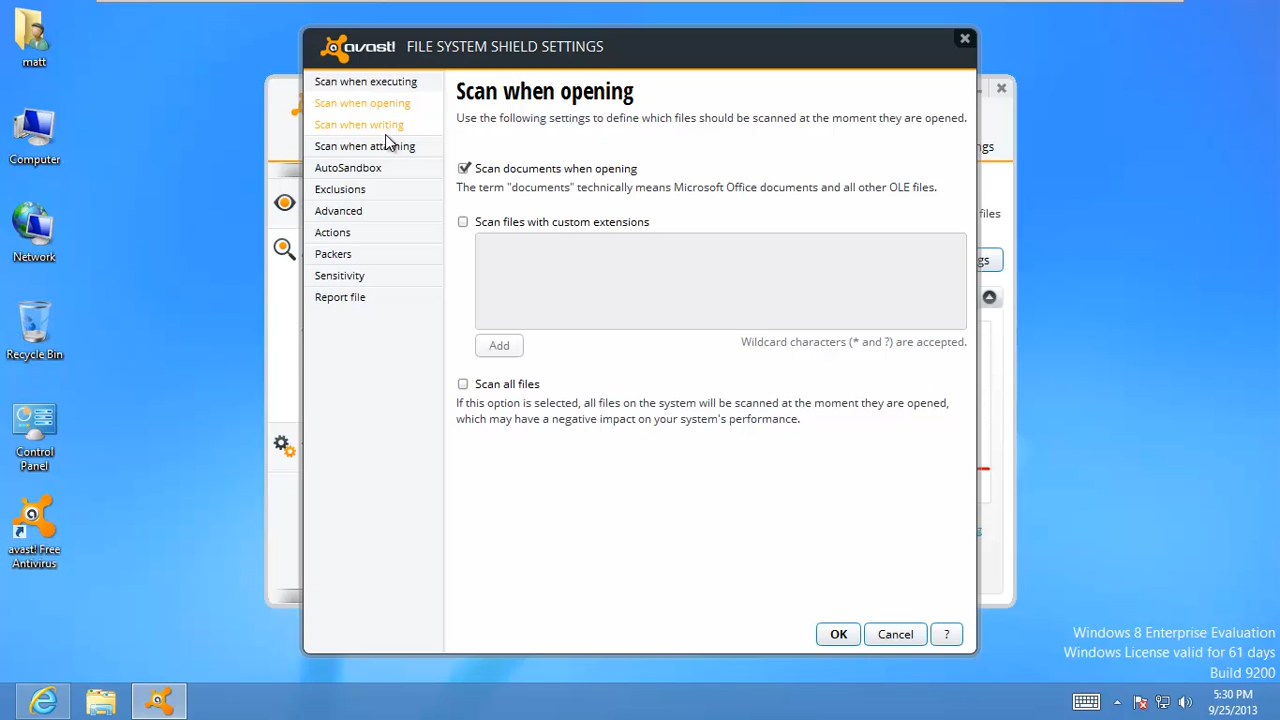 matt
Computer
Network
Recycle Bin
Control
Panel
avast! Free
Antivirus
avast! FILE SYSTEM SHIELD SETTINGS
Scan when executing
Scan when opening
Scan when writing
Scan when attaching
AutoSandbox
Exclusions
Advanced
Actions
Packers
Sensitivity
Report file
Scan when opening
Use the following settings to define which files should be scanned at the moment they are opened.
Scan documents when opening
The term "documents" technically means Microsoft Office documents and all other OLE files.
Scan files with custom extensions
Add
Wildcard characters (* and ?) are accepted.
Scan all files
If this option is selected, all files on the system will be scanned at the moment they are opened,
which may have a negative impact on your system's performance.
OK
Cancel
?
ngs
files
gs
Windows 8 Enterprise Evaluation
Windows License valid for 61 days
Build 9200
5:30 PM
9/25/2013